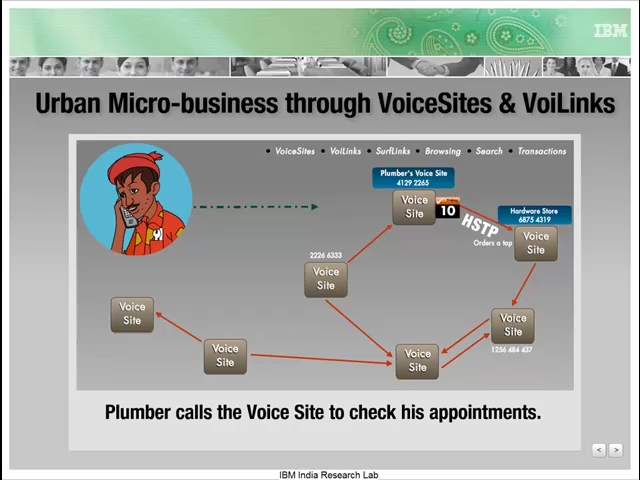 IBM
Urban Micro-business through VoiceSites & VoiLinks
• VoiceSites • VoiLinks • SurfLinks • Browsing • Search • Transactions
Plumber's Voice Site
4129 2265
Voice
Site
10
HSTP
Orders a tap
Hardware Store
6875 4319
Voice
Site
2226 6333
Voice
Site
Voice
Site
Voice
Site
1256 484 437
Voice
Site
Voice
Site
Plumber calls the Voice Site to check his appointments.
< >
IBM India Research Lab